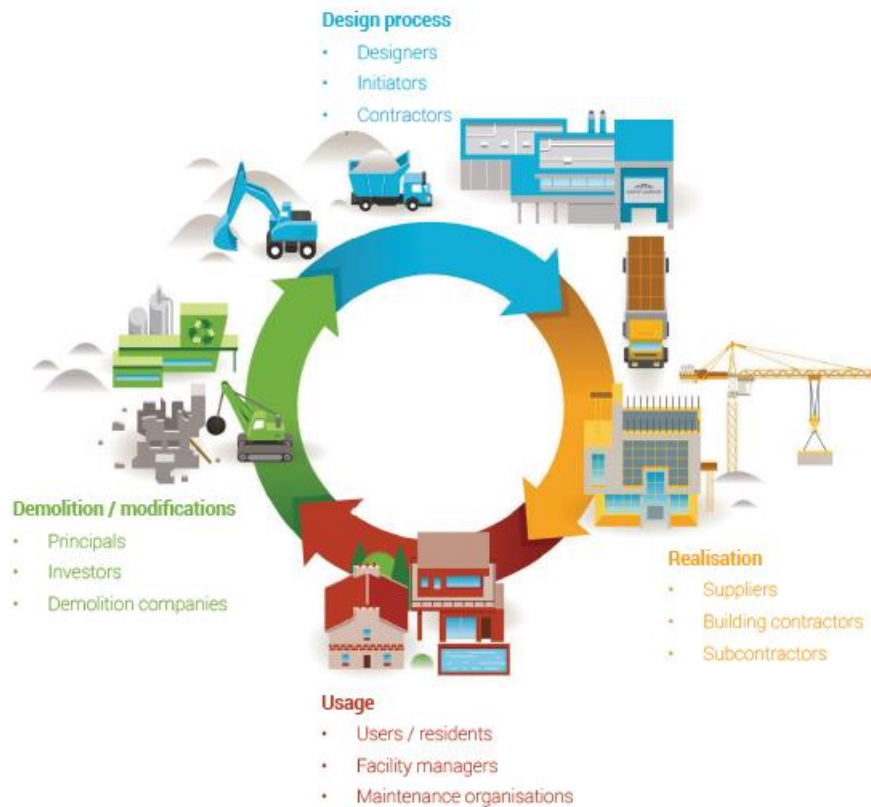 Design process
• Designers
• Initiators
• Contractors
Demolition / modifications
• Principals
• Investors
• Demolition companies
Realisation
• Suppliers
• Building contractors
• Subcontractors
Usage
• Users / residents
• Facility managers
• Maintenance organisations